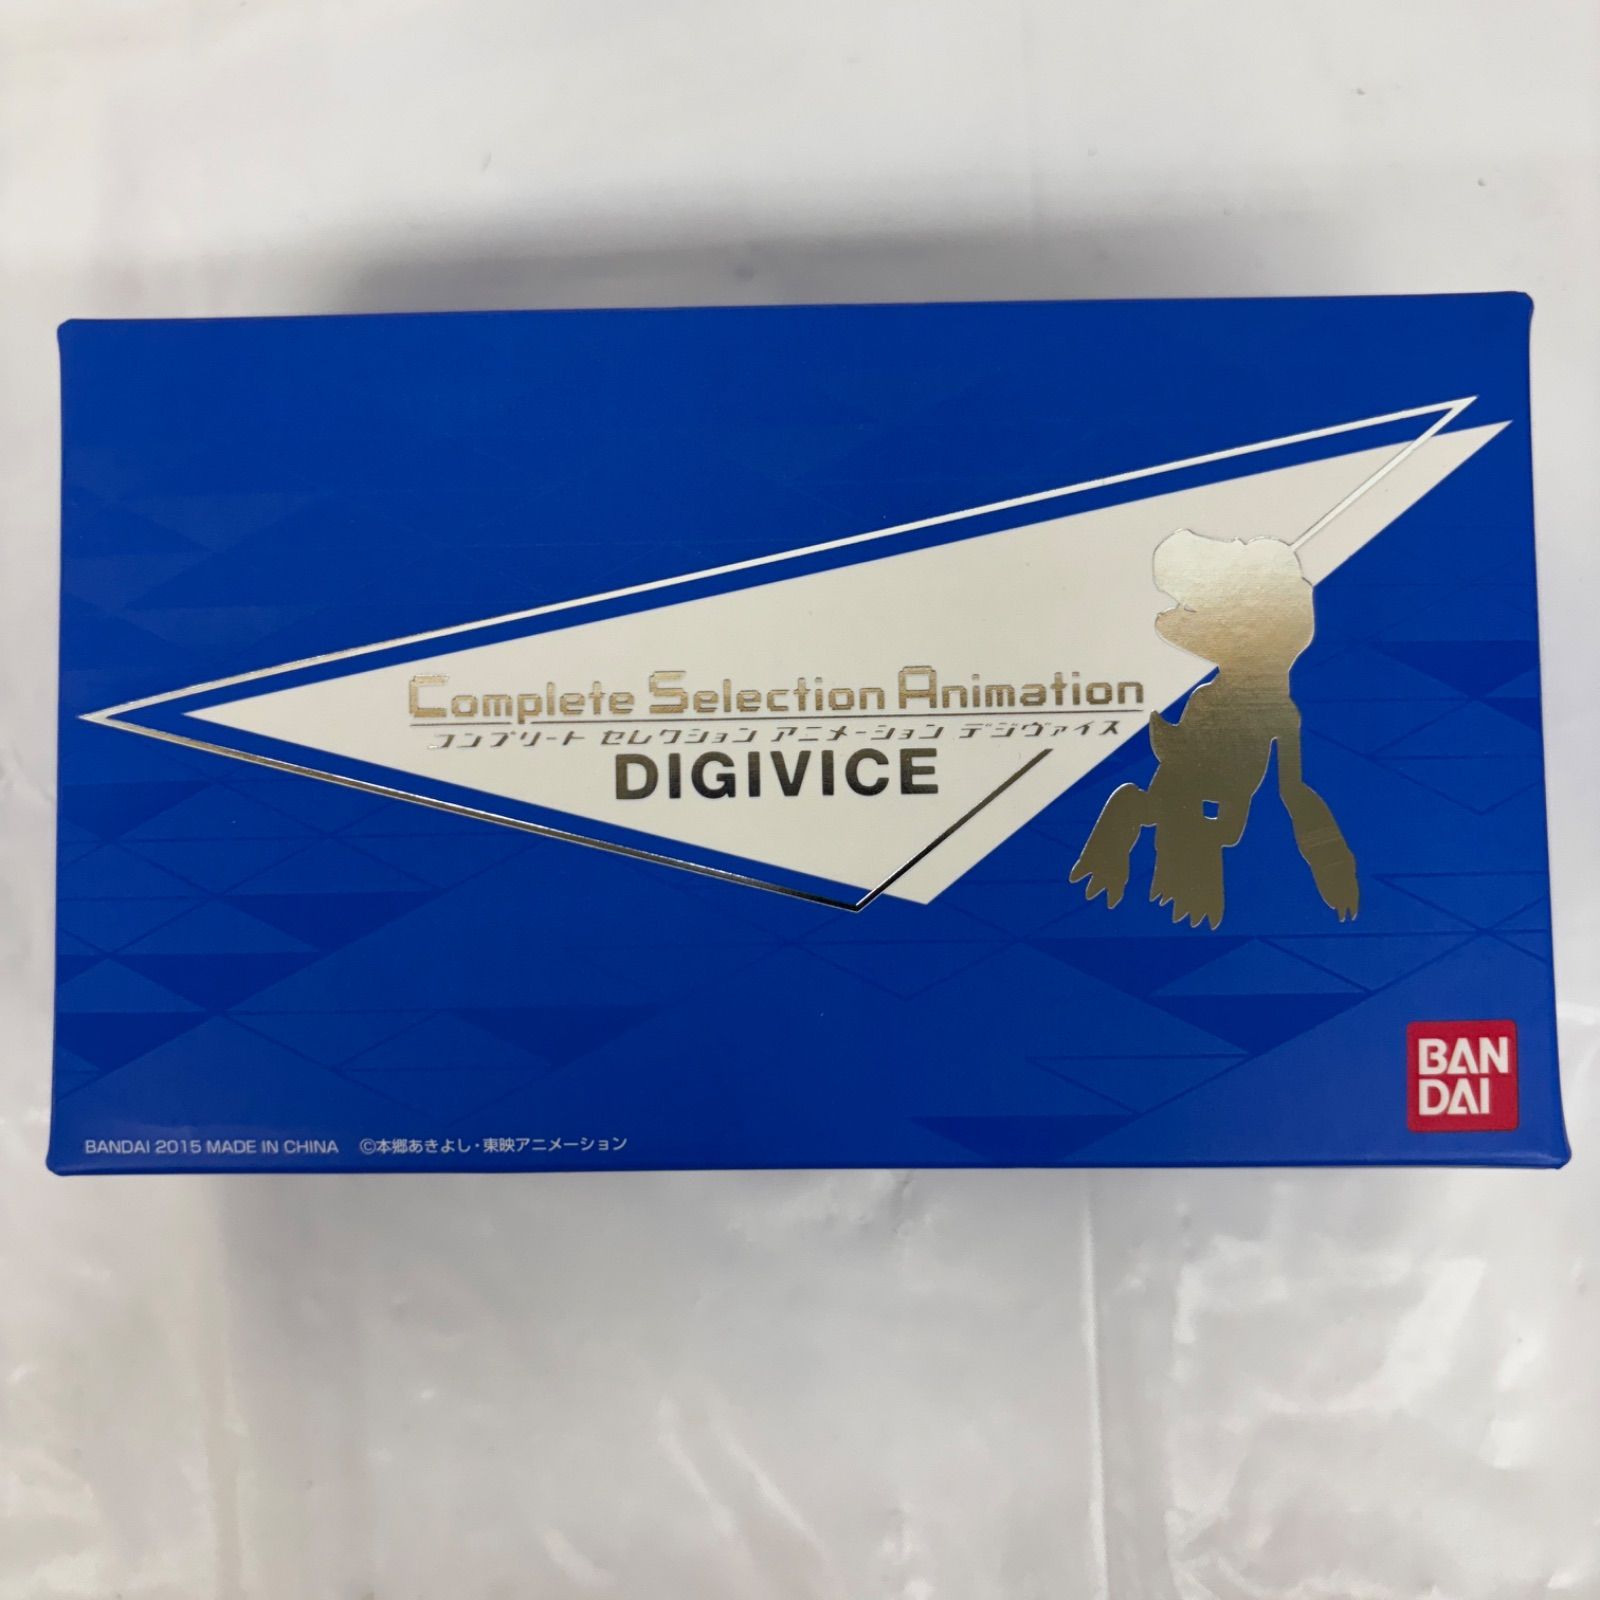 Complete Selection Animation
コンプリート セレクション アニメーション デジヴァイス
DIGIVICE
BAN
DAI
BANDAI 2015 MADE IN CHINA ©本郷あきよし・東映アニメーション